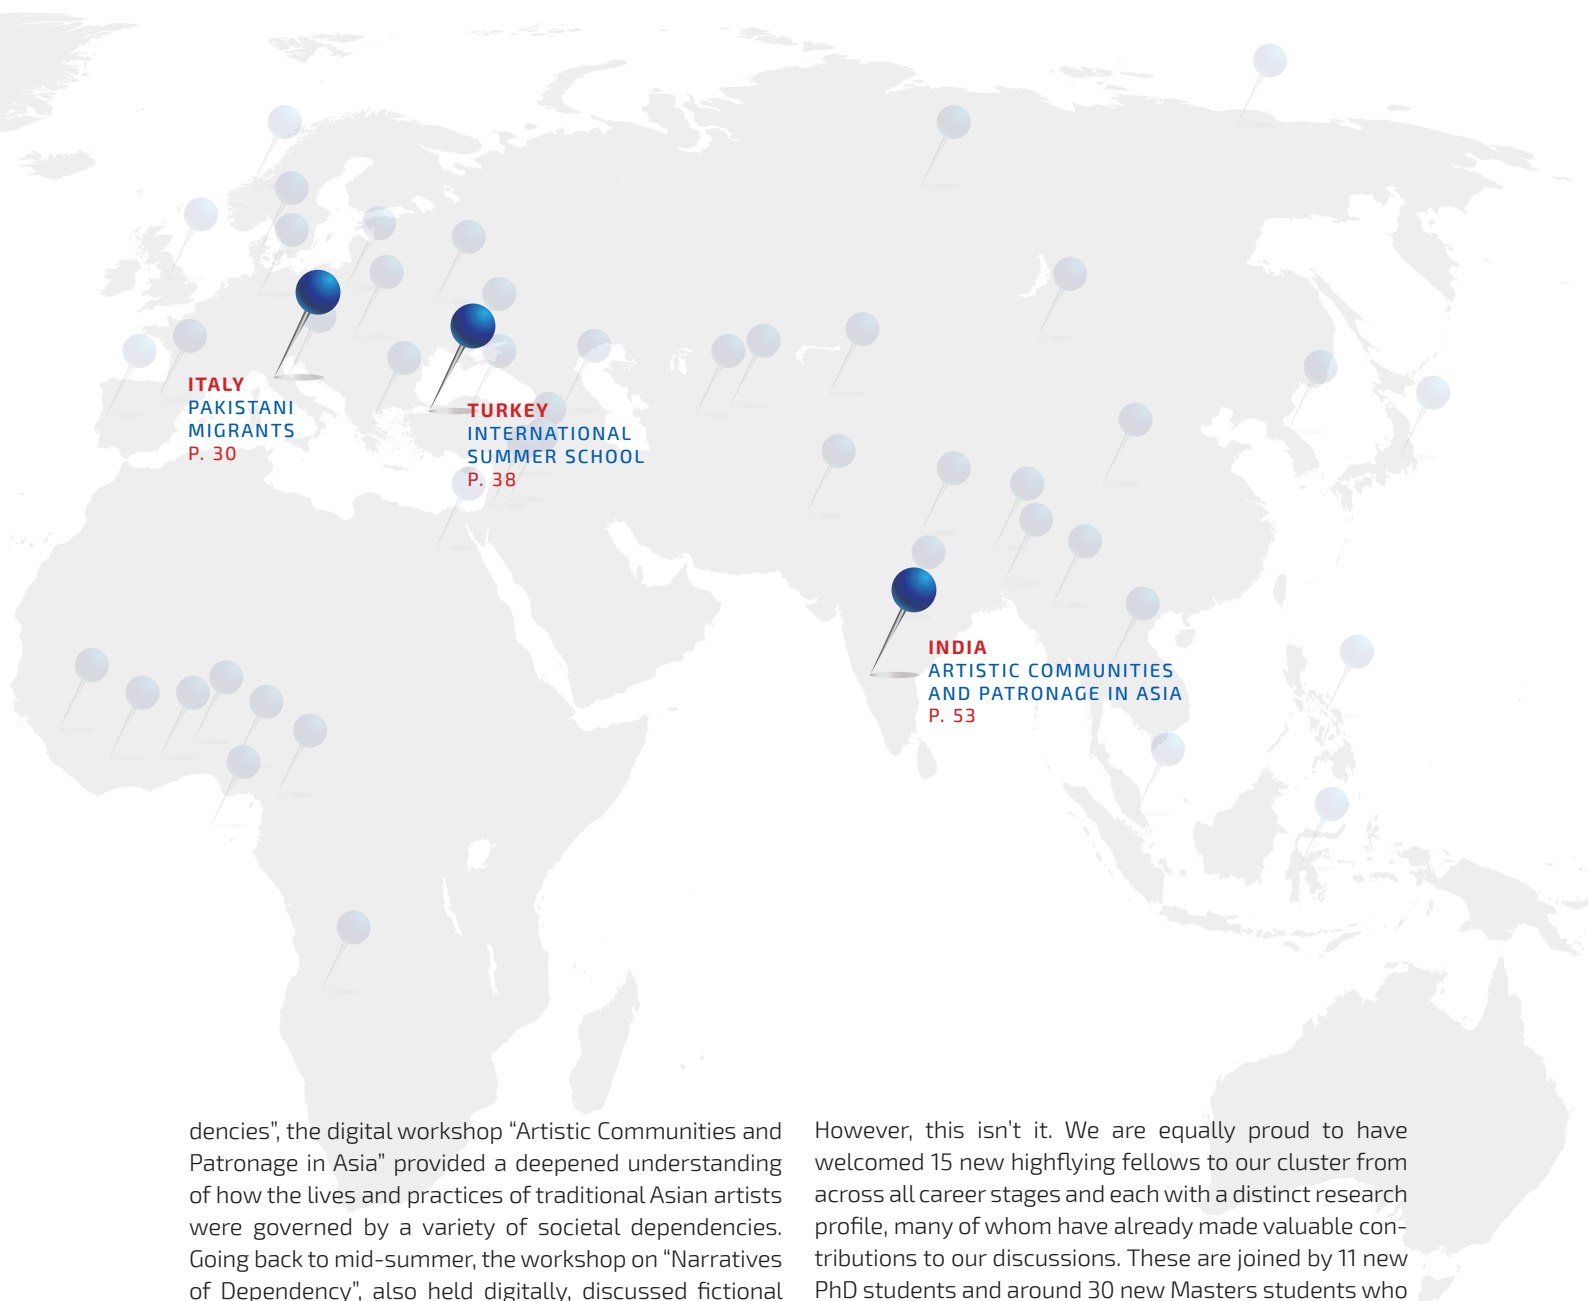 ITALY
PAKISTANI
MIGRANTS
P. 30
TURKEY
INTERNATIONAL
SUMMER SCHOOL
P. 38
INDIA
ARTISTIC COMMUNITIES
AND PATRONAGE IN ASIA
P. 53
dencies”, the digital workshop “Artistic Communities and
Patronage in Asia” provided a deepened understanding
of how the lives and practices of traditional Asian artists
were governed by a variety of societal dependencies.
Going back to mid-summer, the workshop on “Narratives
of Dependency”, also held digitally, discussed fictional
However, this isn’t it. We are equally proud to have
welcomed 15 new highflying fellows to our cluster from
across all career stages and each with a distinct research
profile, many of whom have already made valuable con-
tributions to our discussions. These are joined by 11 new
PhD students and around 30 new Masters students who